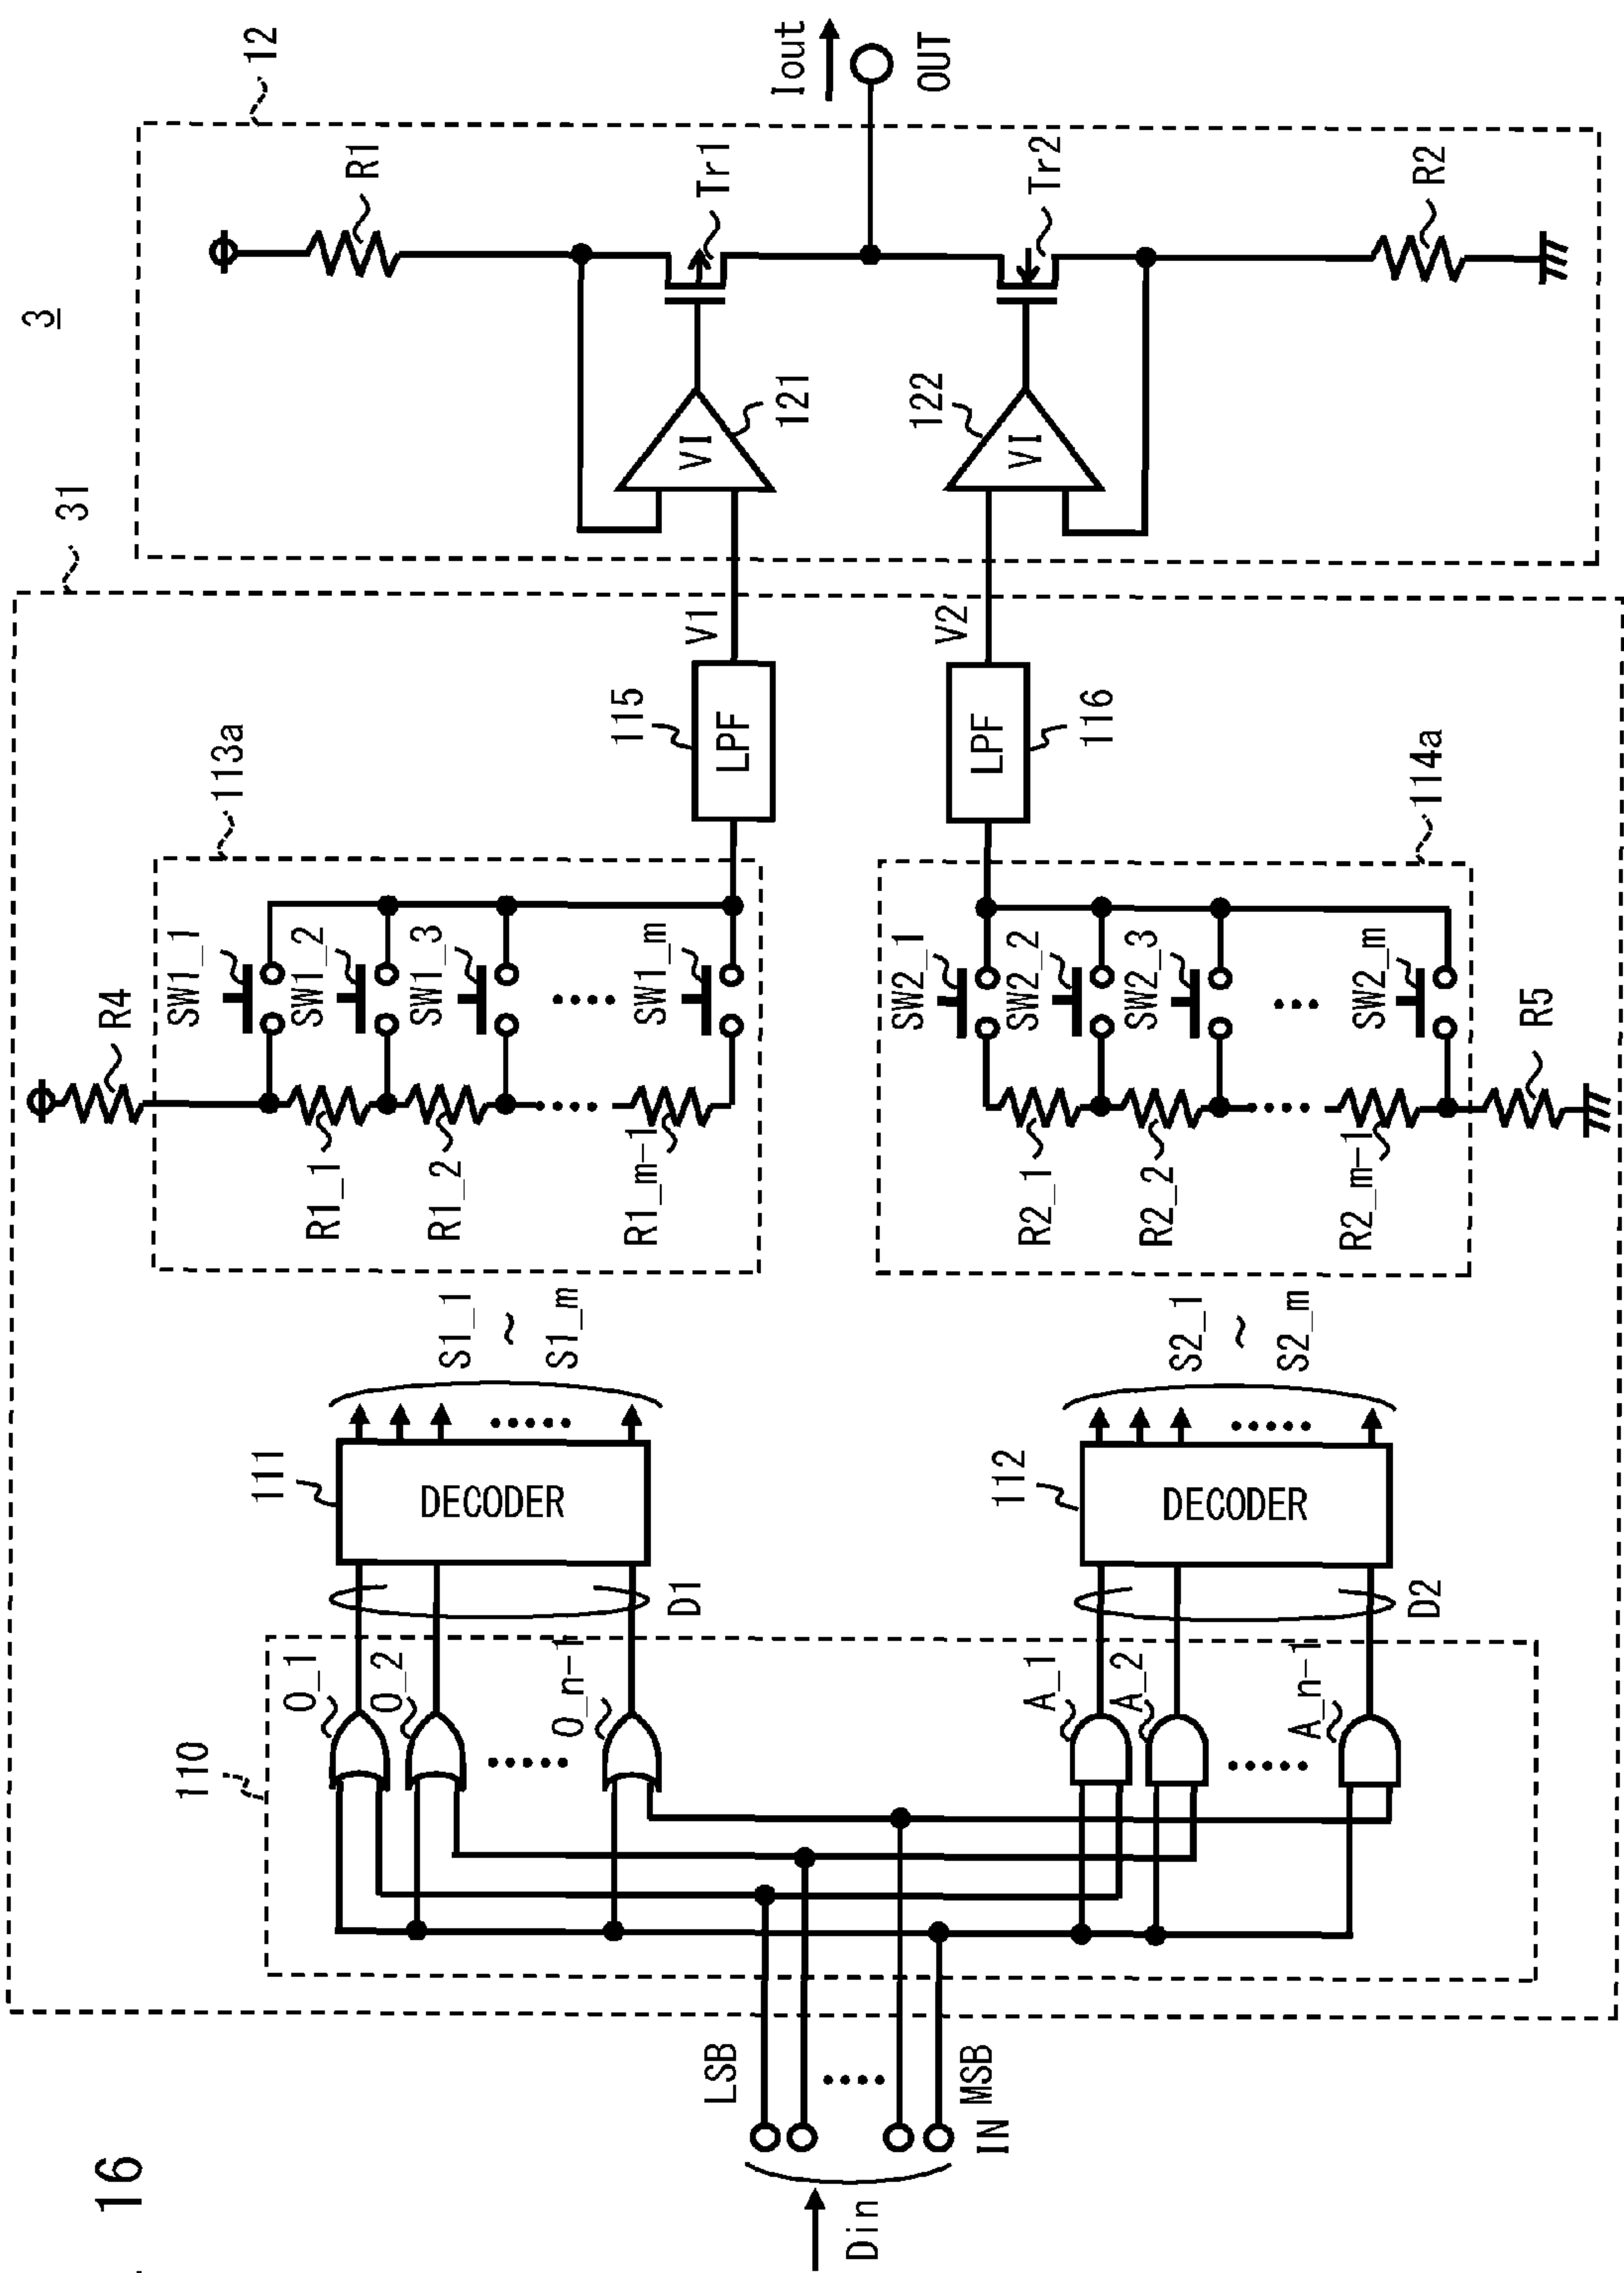 16
3
31
12
110
111
112
113a
114a
115
116
121
122
Din
IN
LSB
MSB
O_1
O_2
O_n-1
A_1
A_2
A_n-1
D1
D2
DECODER
DECODER
S1_1
~
S1_m
S2_1
~
S2_m
R4
SW1_1
SW1_2
SW1_3
SW1_m
R1_1
R1_2
R1_m-1
SW2_1
SW2_2
SW2_3
SW2_m
R2_1
R2_2
R2_m-1
R5
LPF
LPF
V1
V2
VI
VI
R1
Tr1
Tr2
R2
Iout
OUT